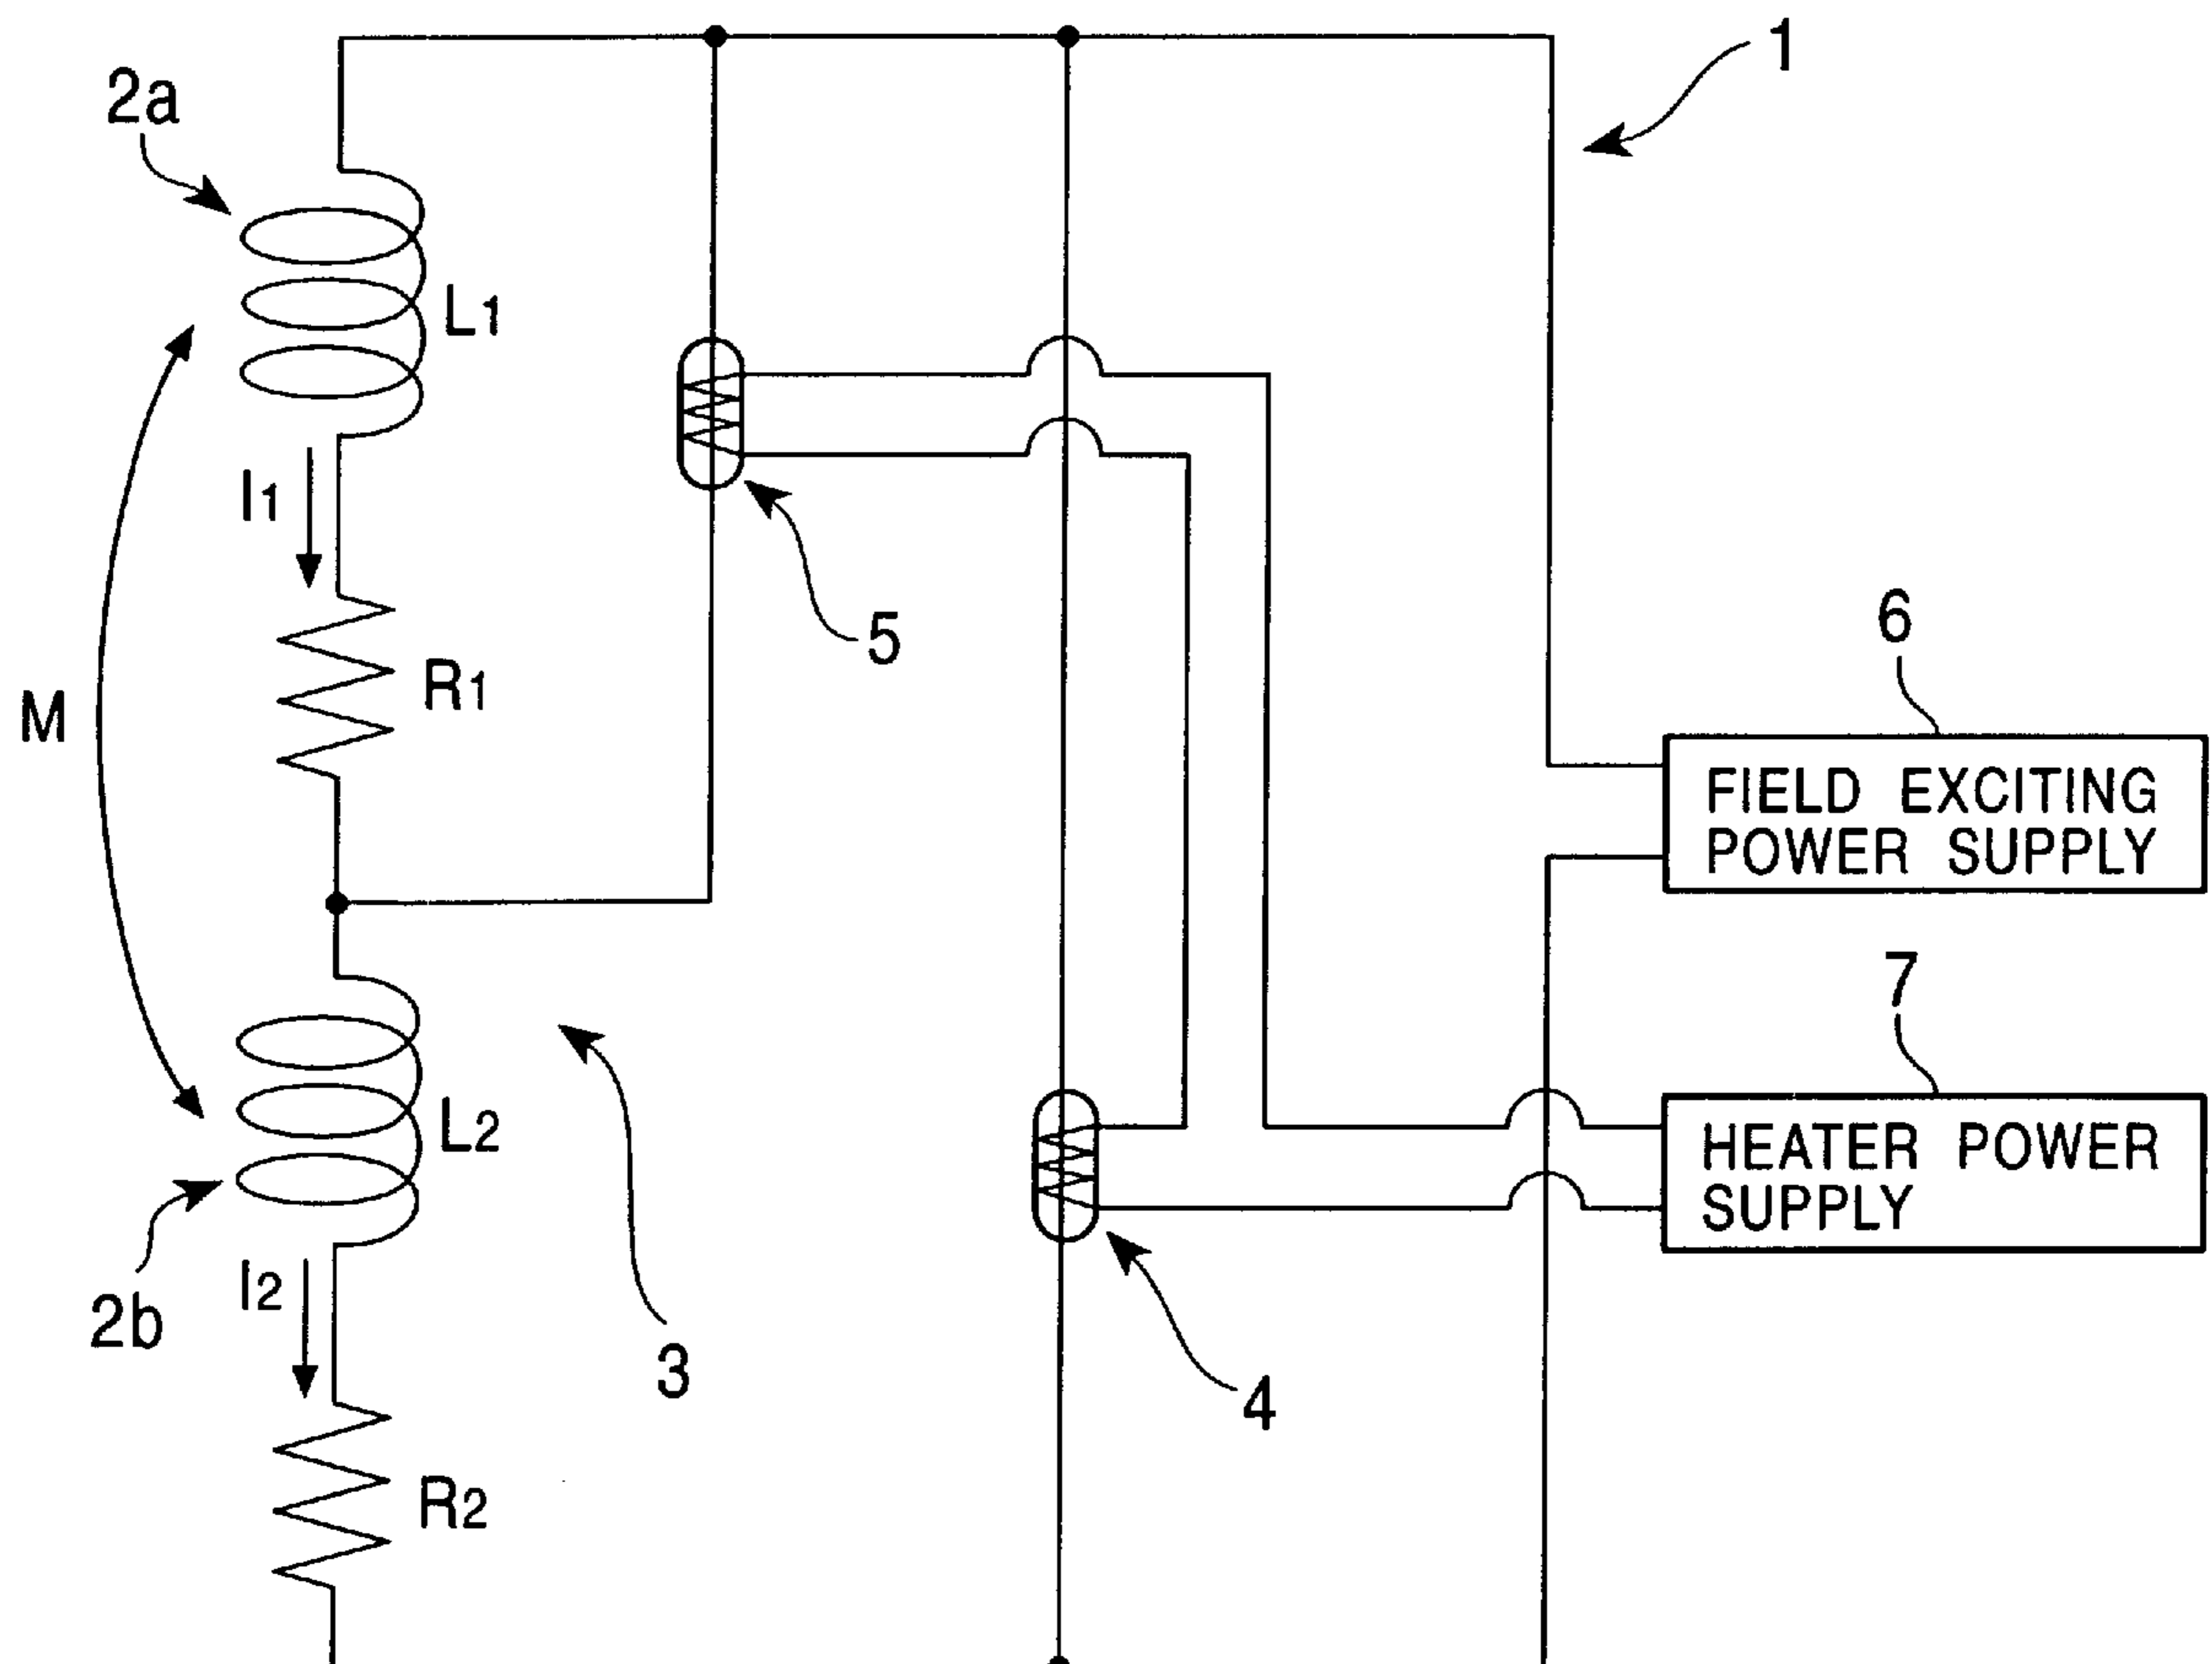 1
2a
L1
I1
5
R1
M
6
FIELD EXCITING
POWER SUPPLY
7
HEATER POWER
SUPPLY
L2
I2
2b
3
4
R2